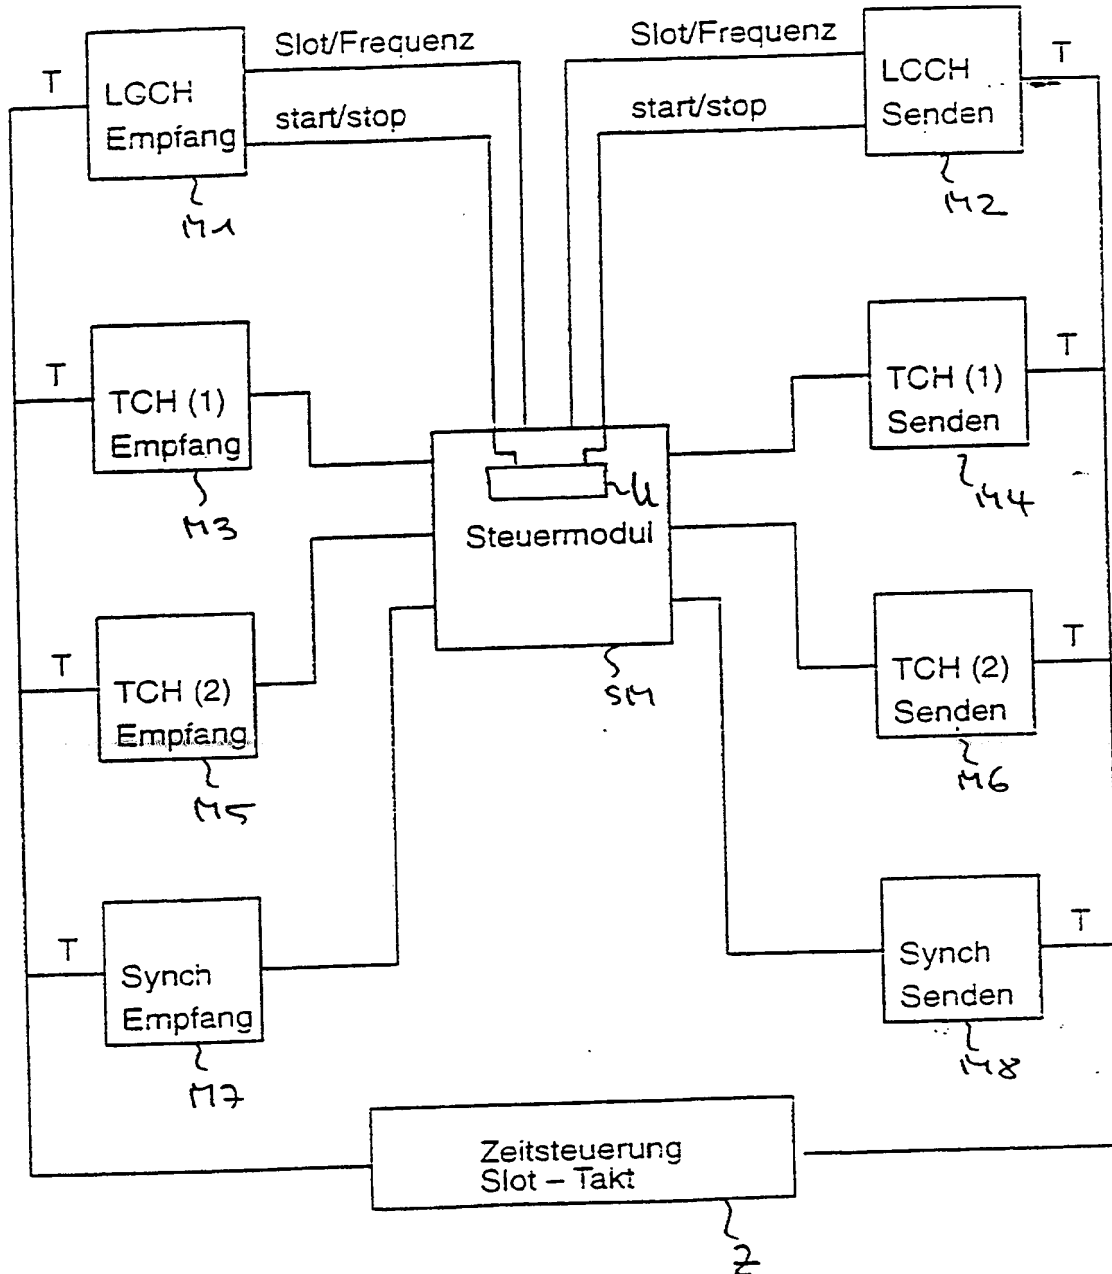 Slot/Frequenz
Slot/Frequenz
T
LGCH
Empfang
start/stop
start/stop
LCCH
Senden
T
M1
M2
T
TCH (1)
Empfang
TCH (1)
Senden
T
M3
U
M4
Steuermodul
SM
T
TCH (2)
Empfang
TCH (2)
Senden
T
M5
M6
T
Synch
Empfang
Synch
Senden
T
M7
M8
Zeitsteuerung
Slot – Takt
Z